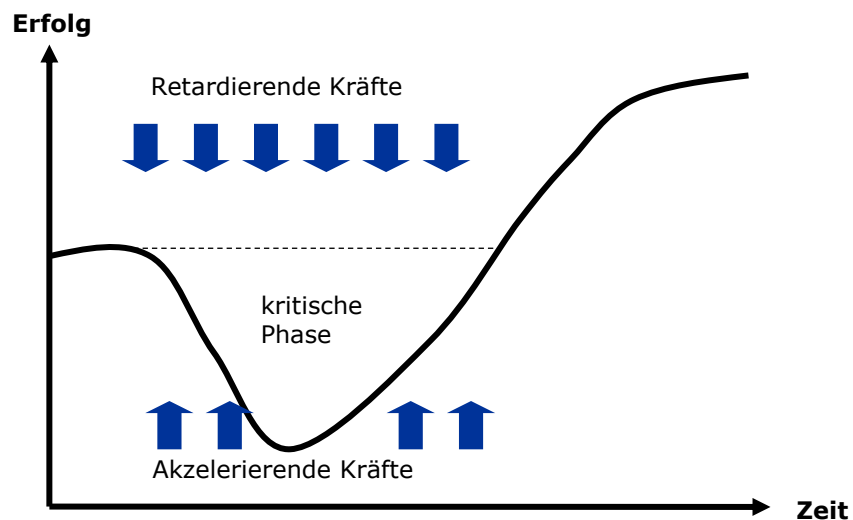 Erfolg
Retardierende Kräfte
kritische
Phase
Akzelerierende Kräfte
Zeit